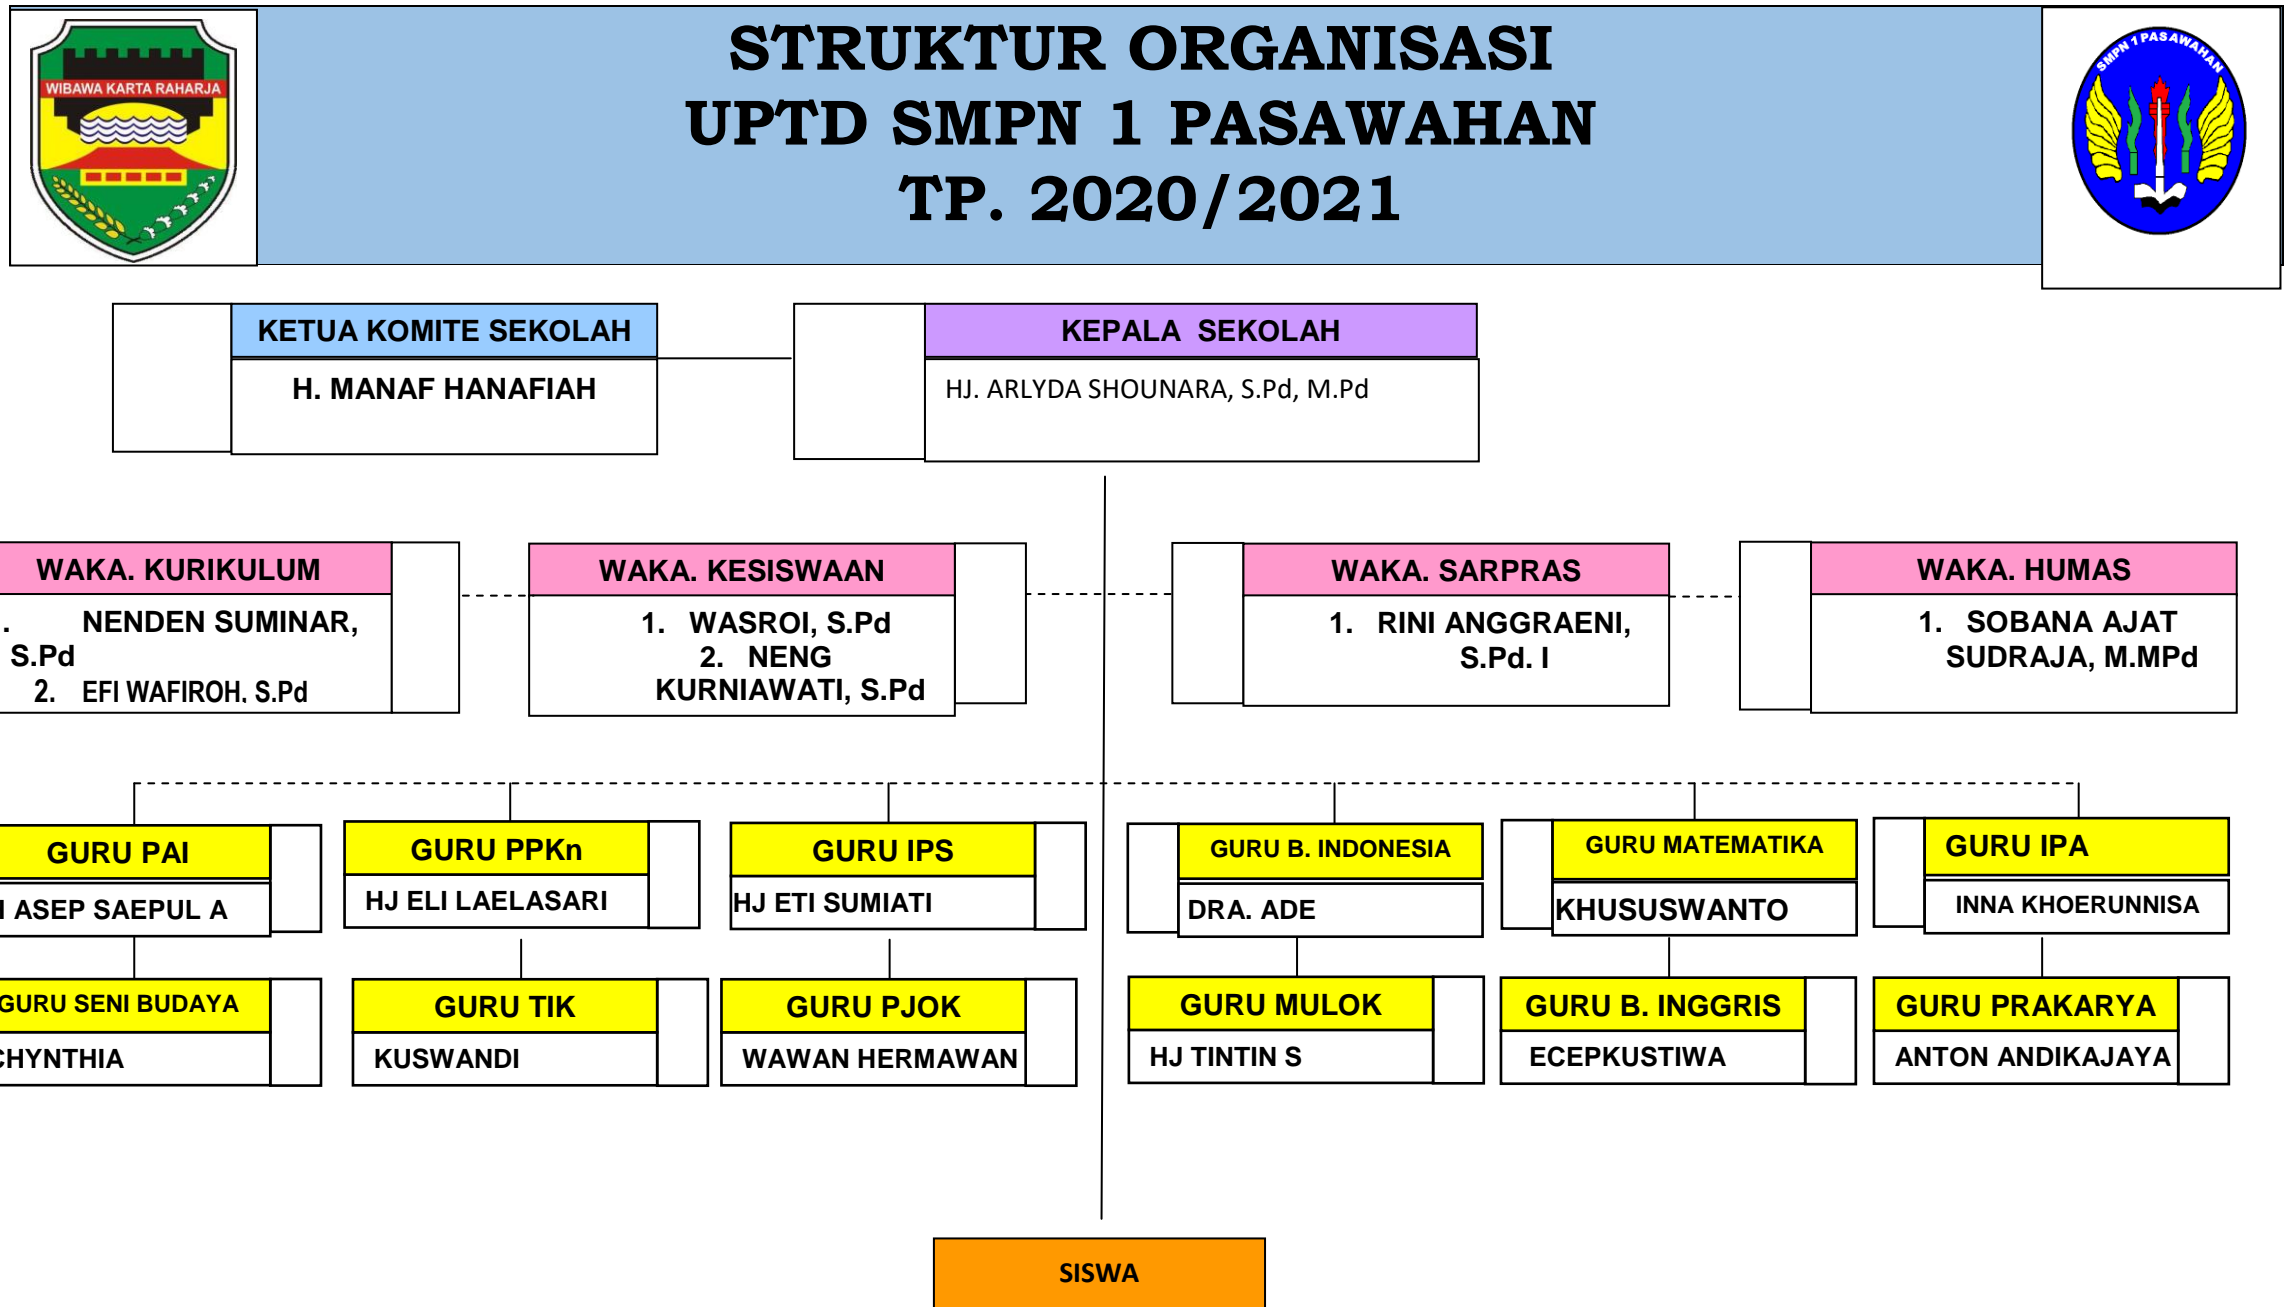 STRUKTUR ORGANISASI
UPTD SMPN 1 PASAWAHAN
TP. 2020/2021
WIBAWA KARTA RAHARJA
SMPN 1 PASAWAHAN
KETUA KOMITE SEKOLAH
H. MANAF HANAFIAH
KEPALA SEKOLAH
HJ. ARLYDA SHOUNARA, S.Pd, M.Pd
WAKA. KURIKULUM
. NENDEN SUMINAR,
S.Pd
2. EFI WAFIROH, S.Pd
WAKA. KESISWAAN
1. WASROI, S.Pd
2. NENG
KURNIAWATI, S.Pd
WAKA. SARPRAS
1. RINI ANGGRAENI,
S.Pd. I
WAKA. HUMAS
1. SOBANA AJAT
SUDRAJA, M.MPd
GURU PAI
ASEP SAEPUL A
GURU PPKn
HJ ELI LAELASARI
GURU IPS
HJ ETI SUMIATI
GURU B. INDONESIA
DRA. ADE
GURU MATEMATIKA
KHUSUSWANTO
GURU IPA
INNA KHOERUNNISA
GURU SENI BUDAYA
CHYNTHIA
GURU TIK
KUSWANDI
GURU PJOK
WAWAN HERMAWAN
GURU MULOK
HJ TINTIN S
GURU B. INGGRIS
ECEPKUSTIWA
GURU PRAKARYA
ANTON ANDIKAJAYA
SISWA